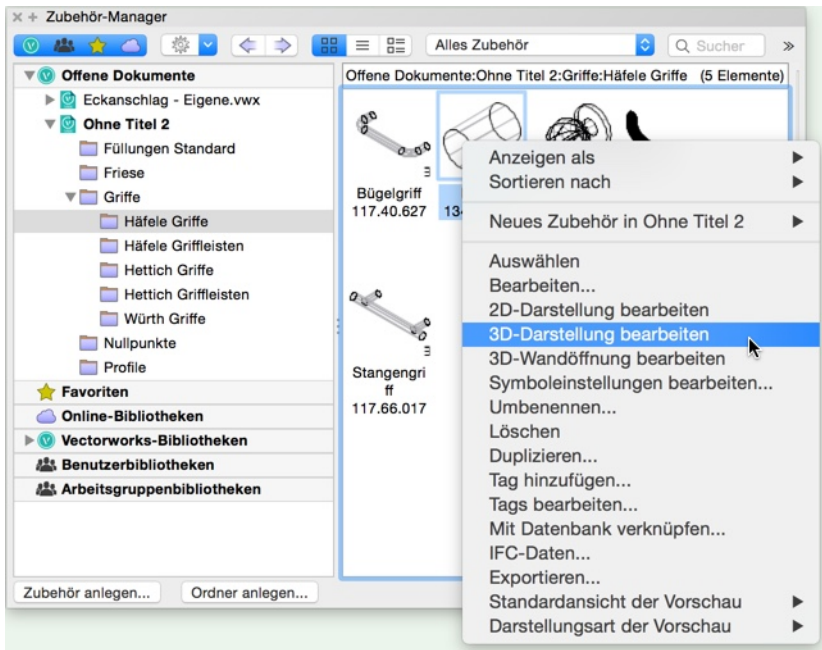 Zubehör-Manager
Alles Zubehör
Sucher
Offene Dokumente
Eckanschlag - Eigene.vwx
Ohne Titel 2
Füllungen Standard
Friese
Griffe
Häfele Griffe
Häfele Griffleisten
Hettich Griffe
Hettich Griffleisten
Würth Griffe
Nullpunkte
Profile
Favoriten
Online-Bibliotheken
Vectorworks-Bibliotheken
Benutzerbibliotheken
Arbeitsgruppenbibliotheken
Zubehör anlegen...
Ordner anlegen...
Offene Dokumente:Ohne Titel 2:Griffe:Häfele Griffe (5 Elemente)
Bügelgriff
117.40.627
Stangengri
ff
117.66.017
Anzeigen als
Sortieren nach
Neues Zubehör in Ohne Titel 2
Auswählen
Bearbeiten...
2D-Darstellung bearbeiten
3D-Darstellung bearbeiten
3D-Wandöffnung bearbeiten
Symboleinstellungen bearbeiten...
Umbenennen...
Löschen
Duplizieren...
Tag hinzufügen...
Tags bearbeiten...
Mit Datenbank verknüpfen...
IFC-Daten...
Exportieren...
Standardansicht der Vorschau
Darstellungsart der Vorschau